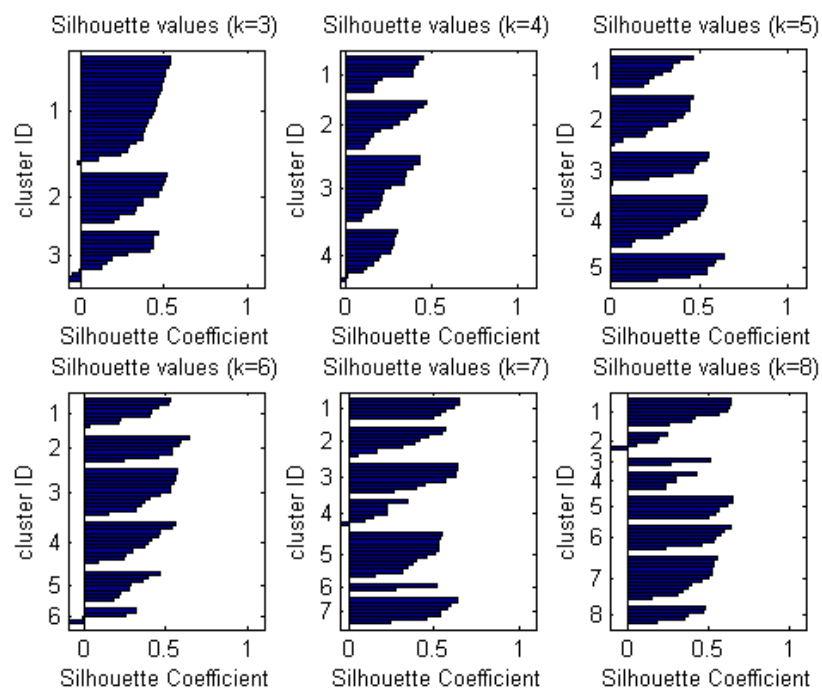 Silhouette values (k=3)
cluster ID
1
2
3
0
0.5
1
Silhouette Coefficient
Silhouette values (k=4)
cluster ID
1
2
3
4
0
0.5
1
Silhouette Coefficient
Silhouette values (k=5)
cluster ID
1
2
3
4
5
0
0.5
1
Silhouette Coefficient
Silhouette values (k=6)
cluster ID
1
2
3
4
5
6
0
0.5
1
Silhouette Coefficient
Silhouette values (k=7)
cluster ID
1
2
3
4
5
6
7
0
0.5
1
Silhouette Coefficient
Silhouette values (k=8)
cluster ID
1
2
3
4
5
6
7
8
0
0.5
1
Silhouette Coefficient